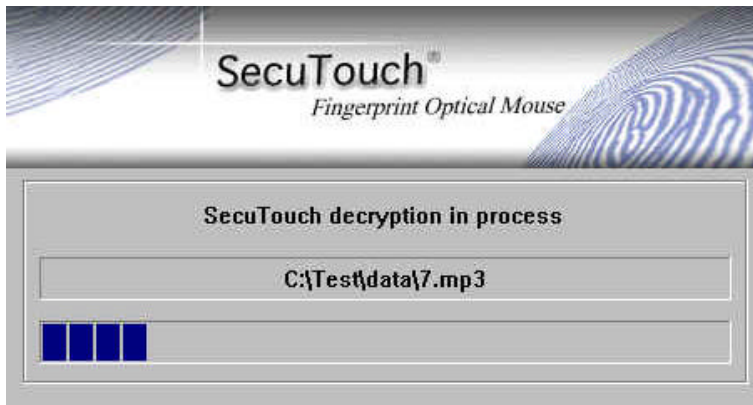 SecuTouch®
Fingerprint Optical Mouse
SecuTouch decryption in process
C:\Test\data\7.mp3